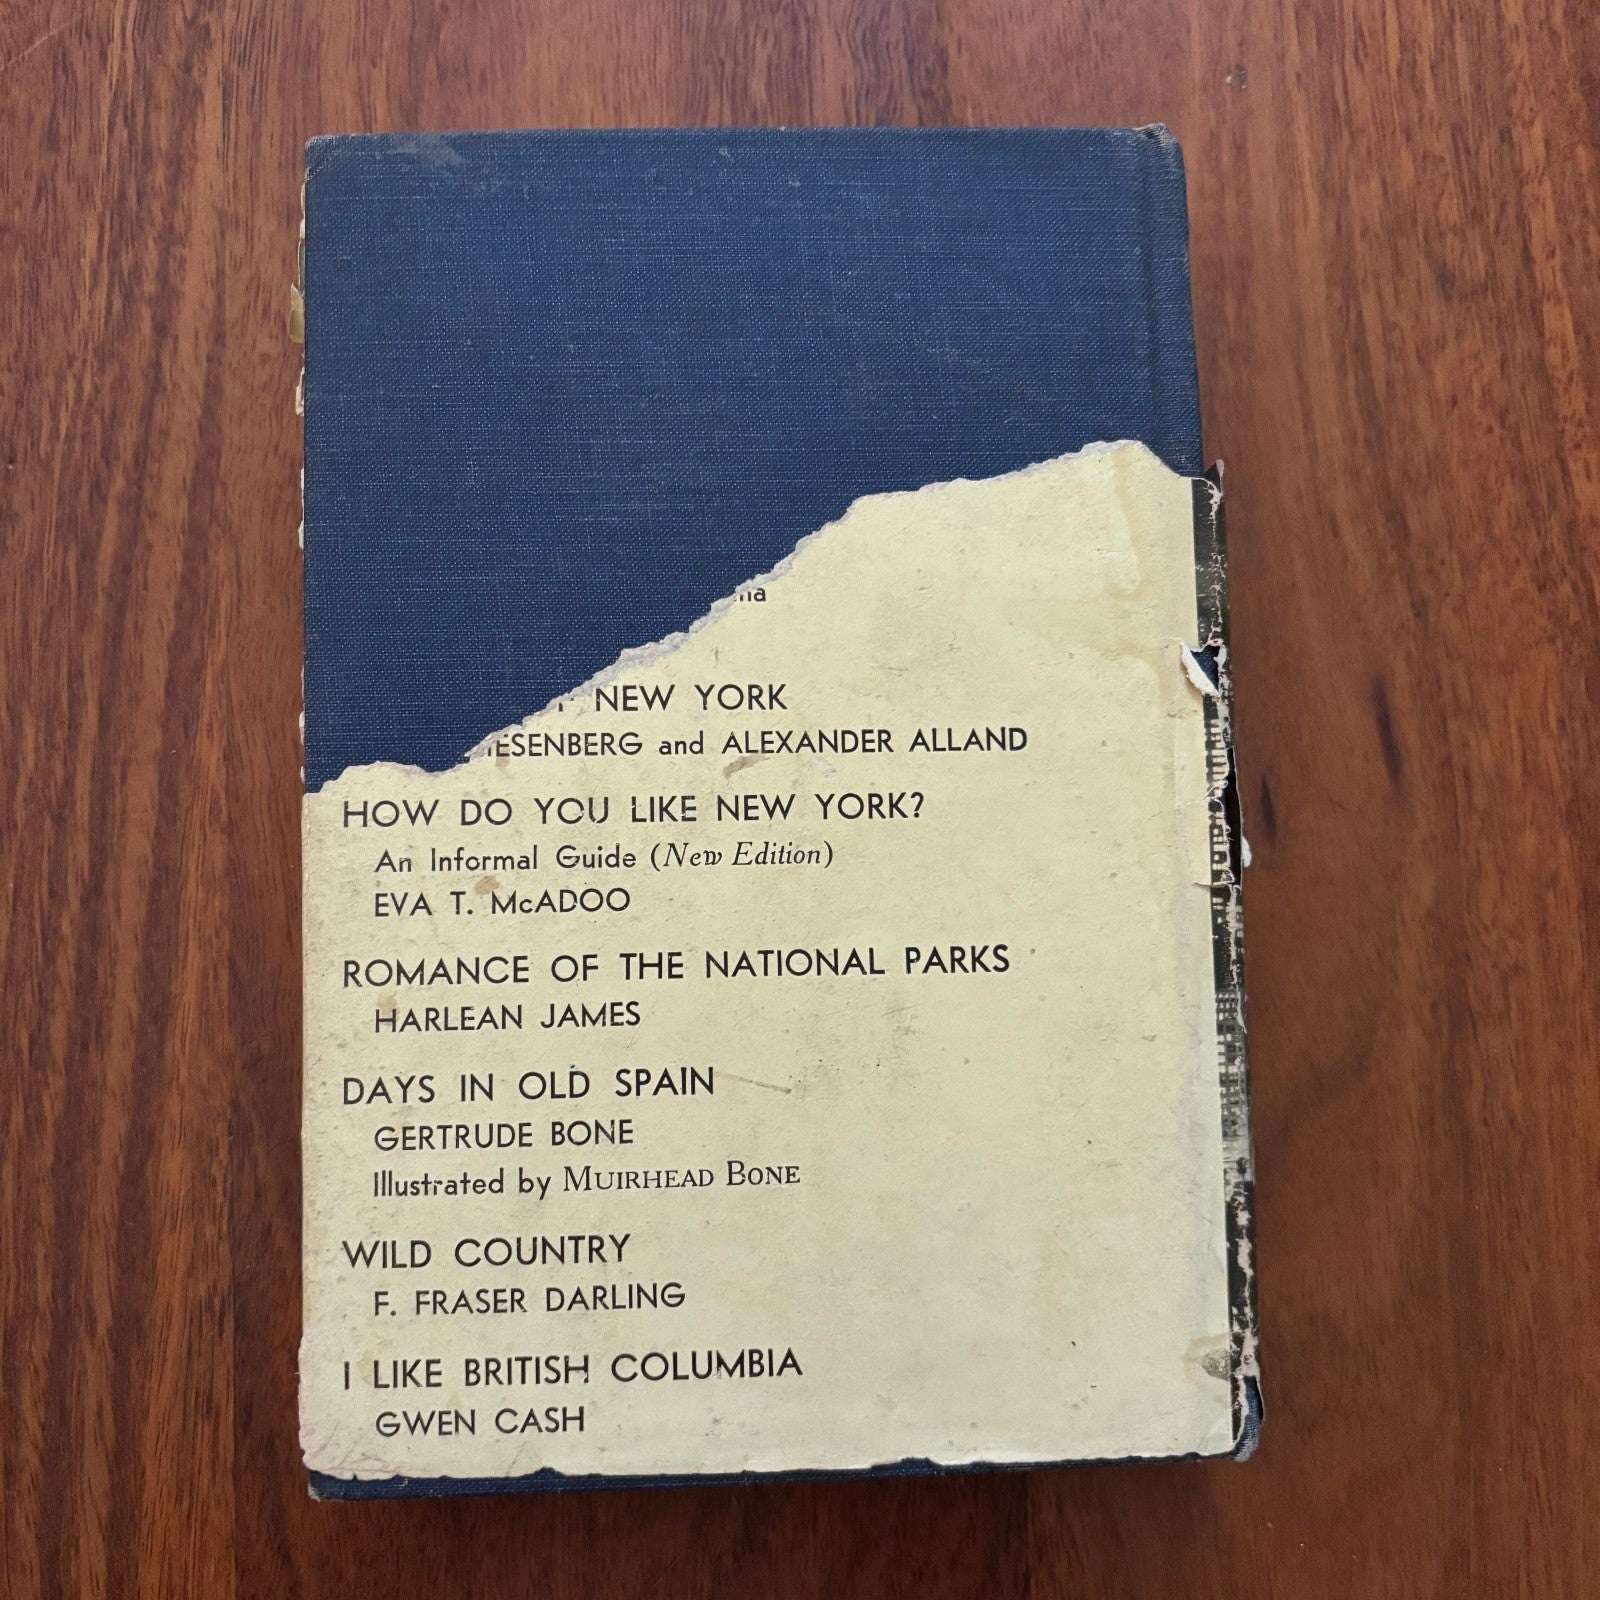 NEW YORK
and ALEXANDER ALLAND
HOW DO YOU LIKE NEW YORK?
An Informal Guide (New Edition)
EVA T. McADOO
ROMANCE OF THE NATIONAL PARKS
HARLEAN JAMES
DAYS IN OLD SPAIN
GERTRUDE BONE
Illustrated by MUIRHEAD BONE
WILD COUNTRY
F. FRASER DARLING
I LIKE BRITISH COLUMBIA
GWEN CASH